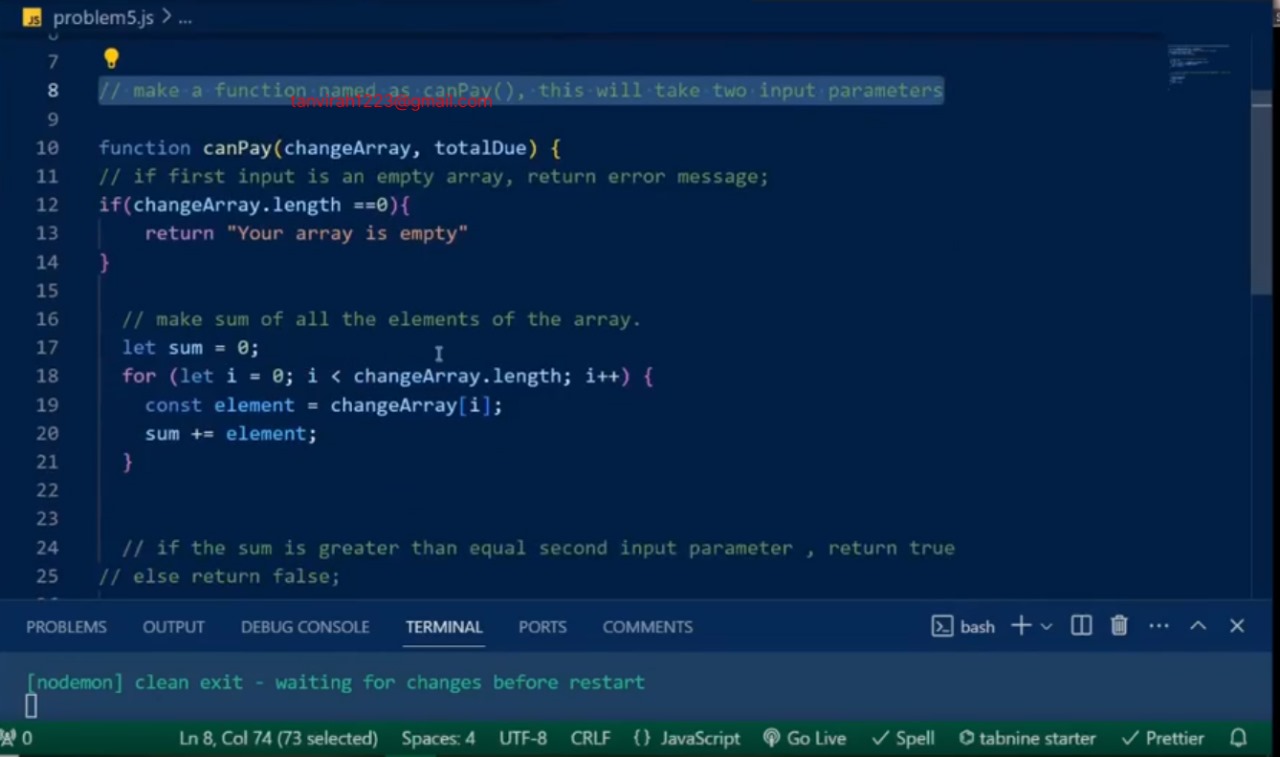 JS problem5.js > ...
7
8 // make a function named as canPay(), this will take two input parameters
tanvirah1223@gmail.com
9
10 function canPay(changeArray, totalDue) {
11 // if first input is an empty array, return error message;
12 if(changeArray.length ==0){
13 return "Your array is empty"
14 }
15
16 // make sum of all the elements of the array.
17 let sum = 0;
18 for (let i = 0; i < changeArray.length; i++) {
19 const element = changeArray[i];
20 sum += element;
21 }
22
23
24 // if the sum is greater than equal second input parameter , return true
25 // else return false;
PROBLEMS OUTPUT DEBUG CONSOLE TERMINAL PORTS COMMENTS bash
[nodemon] clean exit - waiting for changes before restart
0 Ln 8, Col 74 (73 selected) Spaces: 4 UTF-8 CRLF {} JavaScript Go Live Spell tabnine starter Prettier